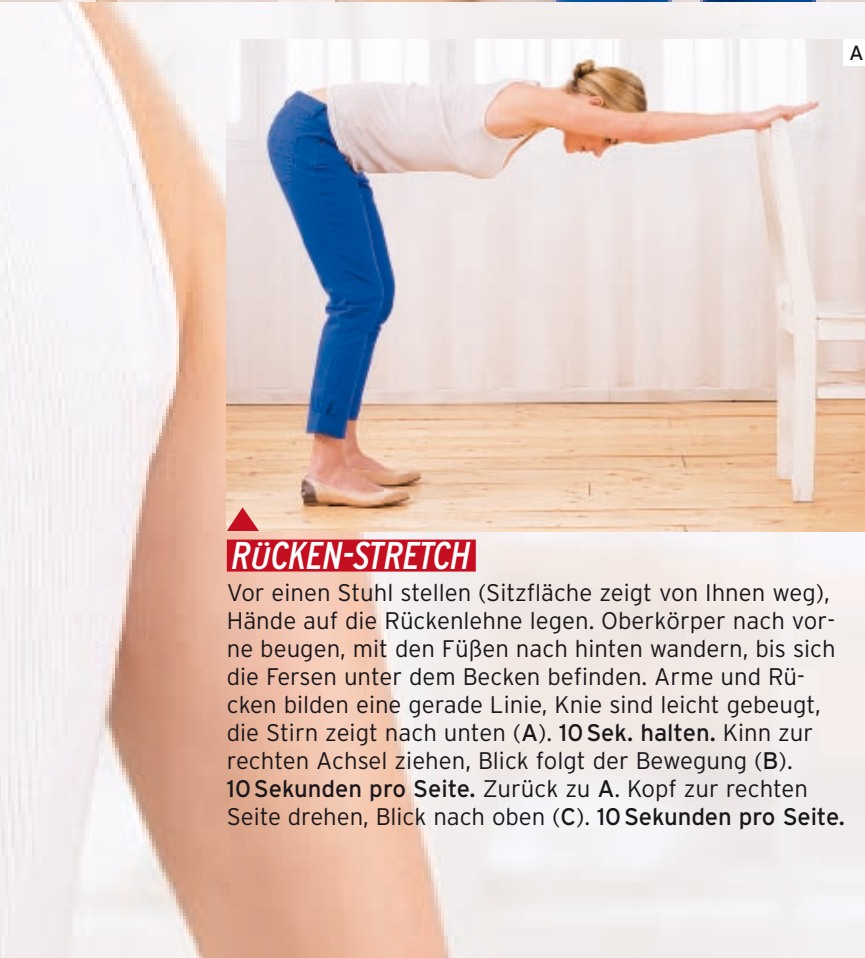 A
RÜCKEN-STRETCH
Vor einen Stuhl stellen (Sitzfläche zeigt von Ihnen weg),
Hände auf die Rückenlehne legen. Oberkörper nach vor-
ne beugen, mit den Füßen nach hinten wandern, bis sich
die Fersen unter dem Becken befinden. Arme und Rü-
cken bilden eine gerade Linie, Knie sind leicht gebeugt,
die Stirn zeigt nach unten (A). 10 Sek. halten. Kinn zur
rechten Achsel ziehen, Blick folgt der Bewegung (B).
10 Sekunden pro Seite. Zurück zu A. Kopf zur rechten
Seite drehen, Blick nach oben (C). 10 Sekunden pro Seite.